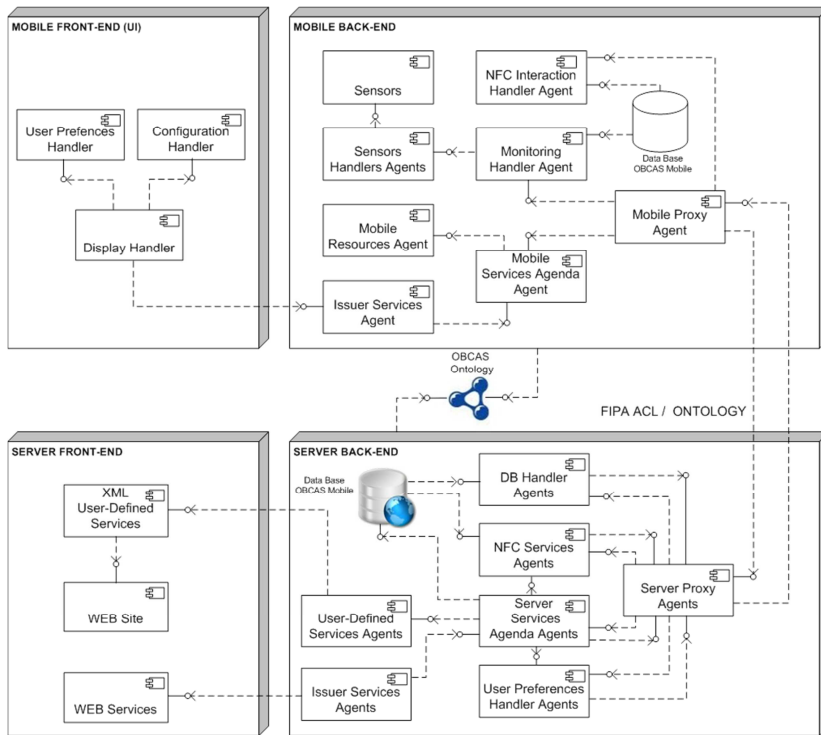 MOBILE FRONT-END (UI)
User Prefences
Handler
Configuration
Handler
Display Handler
MOBILE BACK-END
Sensors
NFC Interaction
Handler Agent
Data Base
OBCAS Mobile
Sensors
Handlers Agents
Monitoring
Handler Agent
Mobile Proxy
Agent
Mobile
Resources Agent
Mobile
Services Agenda
Agent
Issuer Services
Agent
OBCAS
Ontology
FIPA ACL / ONTOLOGY
SERVER FRONT-END
XML
User-Defined
Services
WEB Site
WEB Services
SERVER BACK-END
Data Base
OBCAS Mobile
DB Handler
Agents
NFC Services
Agents
Server Proxy
Agents
User-Defined
Services Agents
Server
Services
Agenda Agents
Issuer Services
Agents
User Preferences
Handler Agents